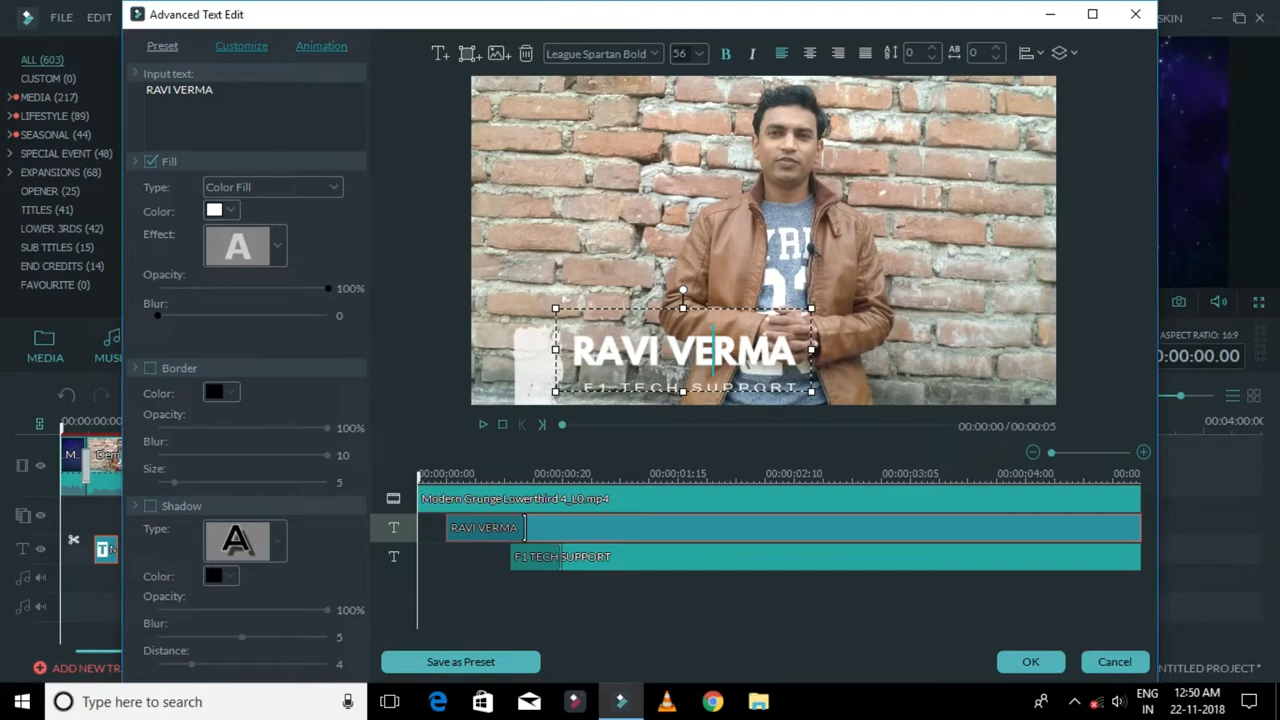 FILE EDIT
Advanced Text Edit
SKIN
ALL (603)
CUSTOM (0)
MEDIA (217)
LIFESTYLE (89)
SEASONAL (44)
SPECIAL EVENT (48)
EXPANSIONS (68)
OPENER (25)
TITLES (41)
LOWER 3RDS (42)
SUB TITLES (15)
END CREDITS (14)
FAVOURITE (0)
MEDIA
Preset Customize Animation
Input text:
RAVI VERMA
Fill
Type: Color Fill
Color:
Effect: A
Opacity:
100%
Blur:
0
Border
Color:
Opacity:
100%
Blur:
10
Size:
5
Shadow
Type: A
Color:
Opacity:
100%
Blur:
5
Distance:
4
League Spartan Bold 56 B I 0 AB 0
RAVI VERMA
F1 TECH SUPPORT
00:00:00 / 00:00:05
00:00:00:00 00:00:00:20 00:00:01:15 00:00:02:10 00:00:03:05 00:00:04:00 00:00
Modern Grunge Lowerthird 4_L0.mp4
T RAVI VERMA
T F1 TECH SUPPORT
Save as Preset OK Cancel
ASPECT RATIO: 16:9
00:00:00.00
00:04:00:00
00:00:00:00
ADD NEW TR
NTITLED PROJECT *
Type here to search
ENG
IN
12:50 AM
22-11-2018